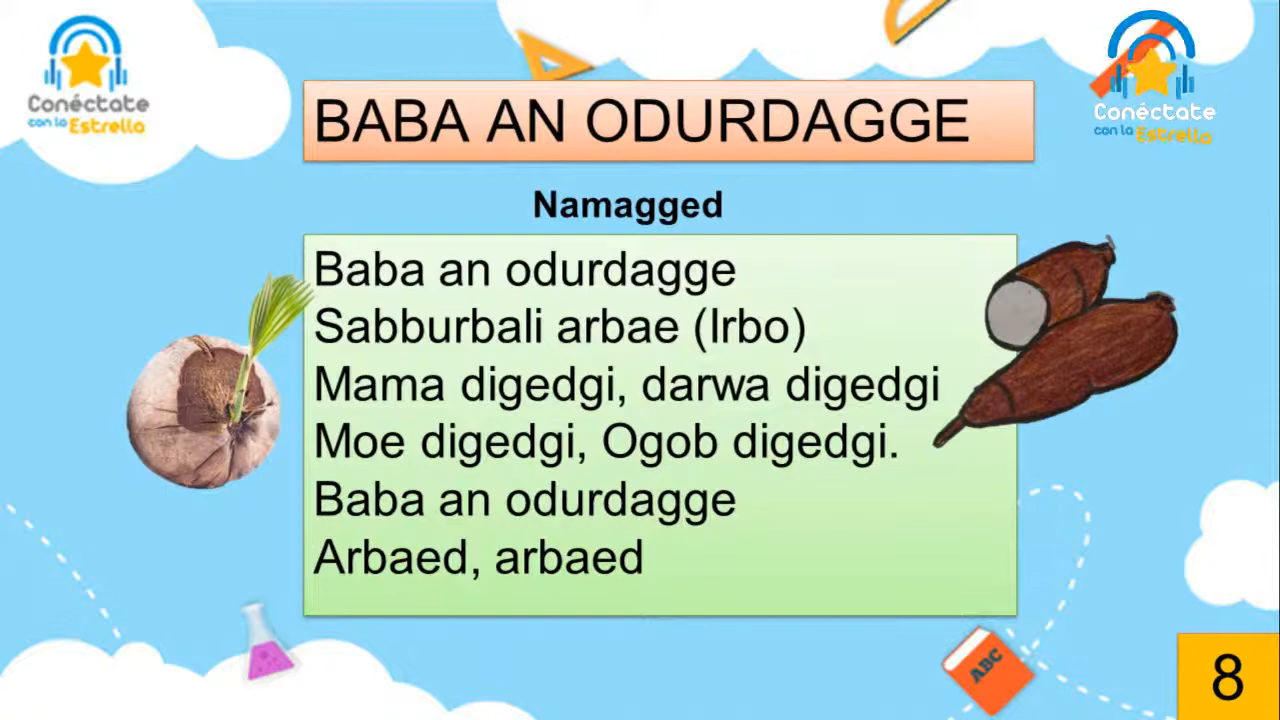 Conéctate
con la Estrella
Conéctate
con la Estrella
BABA AN ODURDAGGE
Namagged
Baba an odurdagge
Sabburbali arbae (Irbo)
Mama digedgi, darwa digedgi
Moe digedgi, Ogob digedgi.
Baba an odurdagge
Arbaed, arbaed
ABC
8